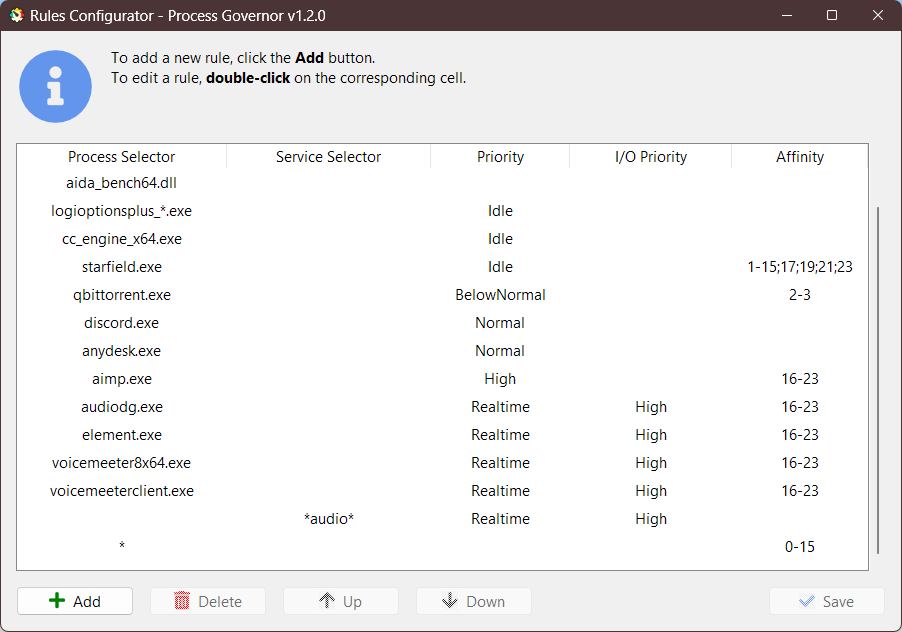 Rules Configurator - Process Governor v1.2.0
To add a new rule, click the Add button.
To edit a rule, double-click on the corresponding cell.
Process Selector Service Selector Priority I/O Priority Affinity
aida_bench64.dll
logioptionsplus_*.exe Idle
cc_engine_x64.exe Idle
starfield.exe Idle 1-15;17;19;21;23
qbittorrent.exe BelowNormal 2-3
discord.exe Normal
anydesk.exe Normal
aimp.exe High 16-23
audiodg.exe Realtime High 16-23
element.exe Realtime High 16-23
voicemeeter8x64.exe Realtime High 16-23
voicemeeterclient.exe Realtime High 16-23
*audio* Realtime High
* 0-15
Add Delete Up Down Save